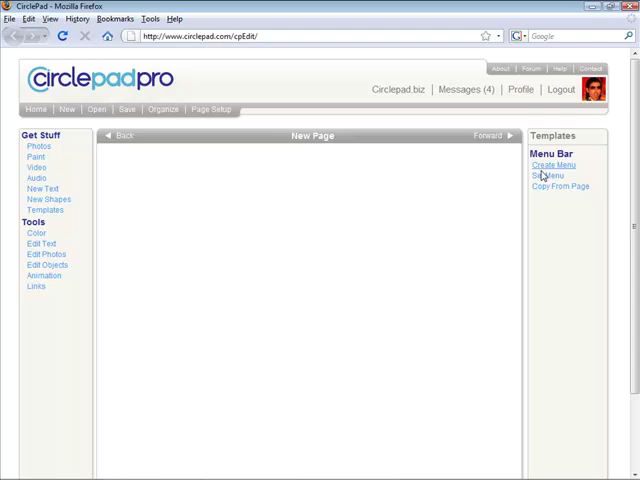 CirclePad - Mozilla Firefox
File Edit View History Bookmarks Tools Help
http://www.circlepad.com/cpEdit/
Google
circlepadpro
About Forum Help Contact
Circlepad.biz Messages (4) Profile Logout
Home New Open Save Organize Page Setup
Get Stuff
Photos
Paint
Video
Audio
New Text
New Shapes
Templates
Tools
Color
Edit Text
Edit Photos
Edit Objects
Animation
Links
Back New Page Forward
Templates
Menu Bar
Create Menu
Menu
Copy From Page